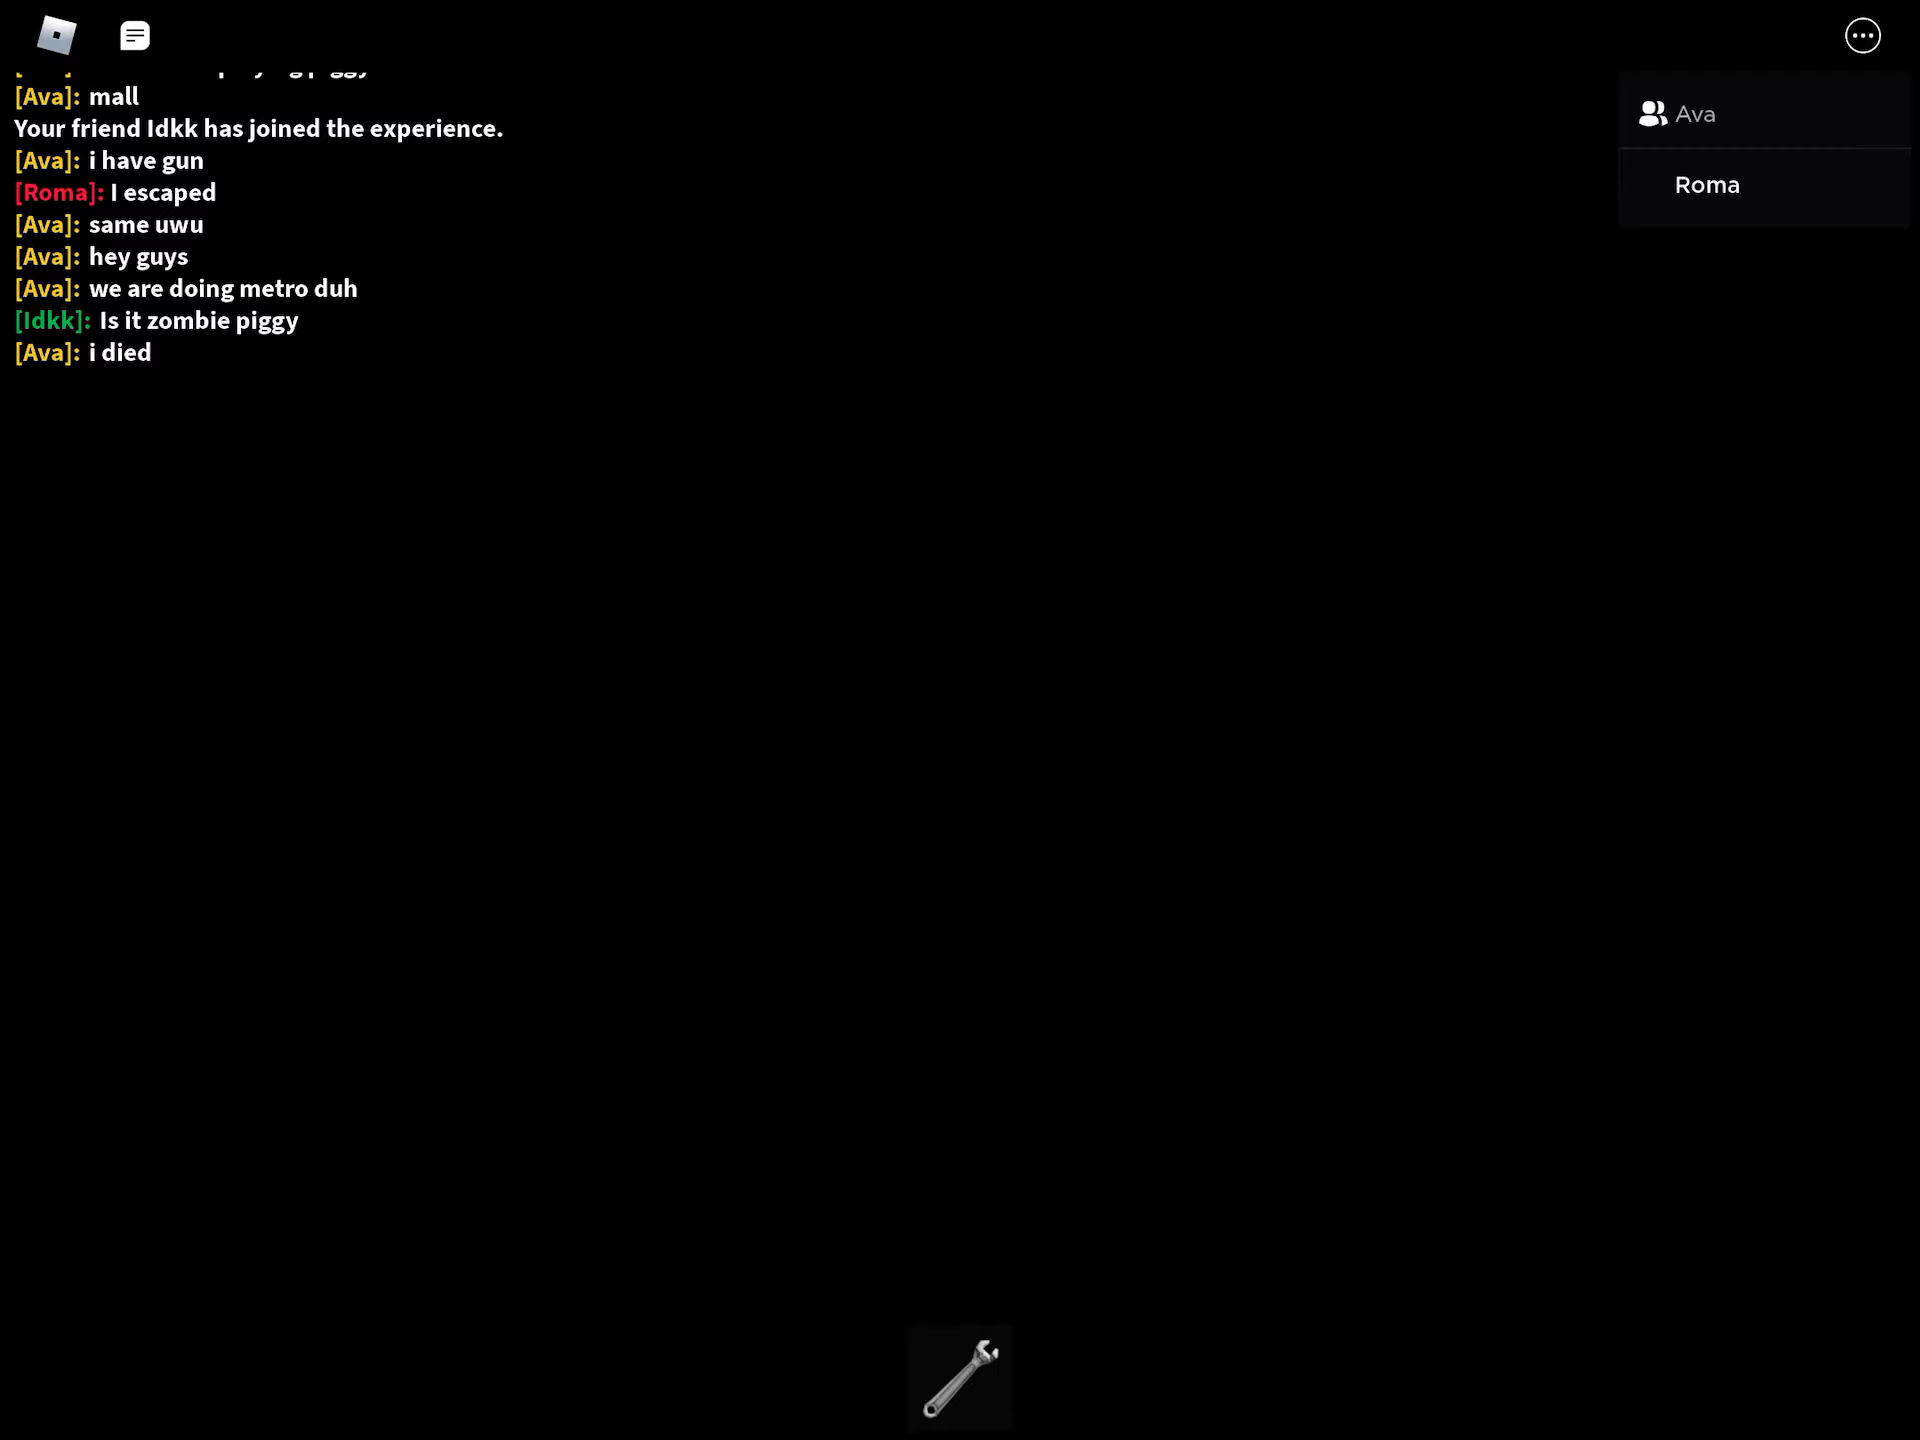 [Ava]: mall
Your friend Idkk has joined the experience.
[Ava]: i have gun
[Roma]: I escaped
[Ava]: same uwu
[Ava]: hey guys
[Ava]: we are doing metro duh
[Idkk]: Is it zombie piggy
[Ava]: i died
Ava
Roma